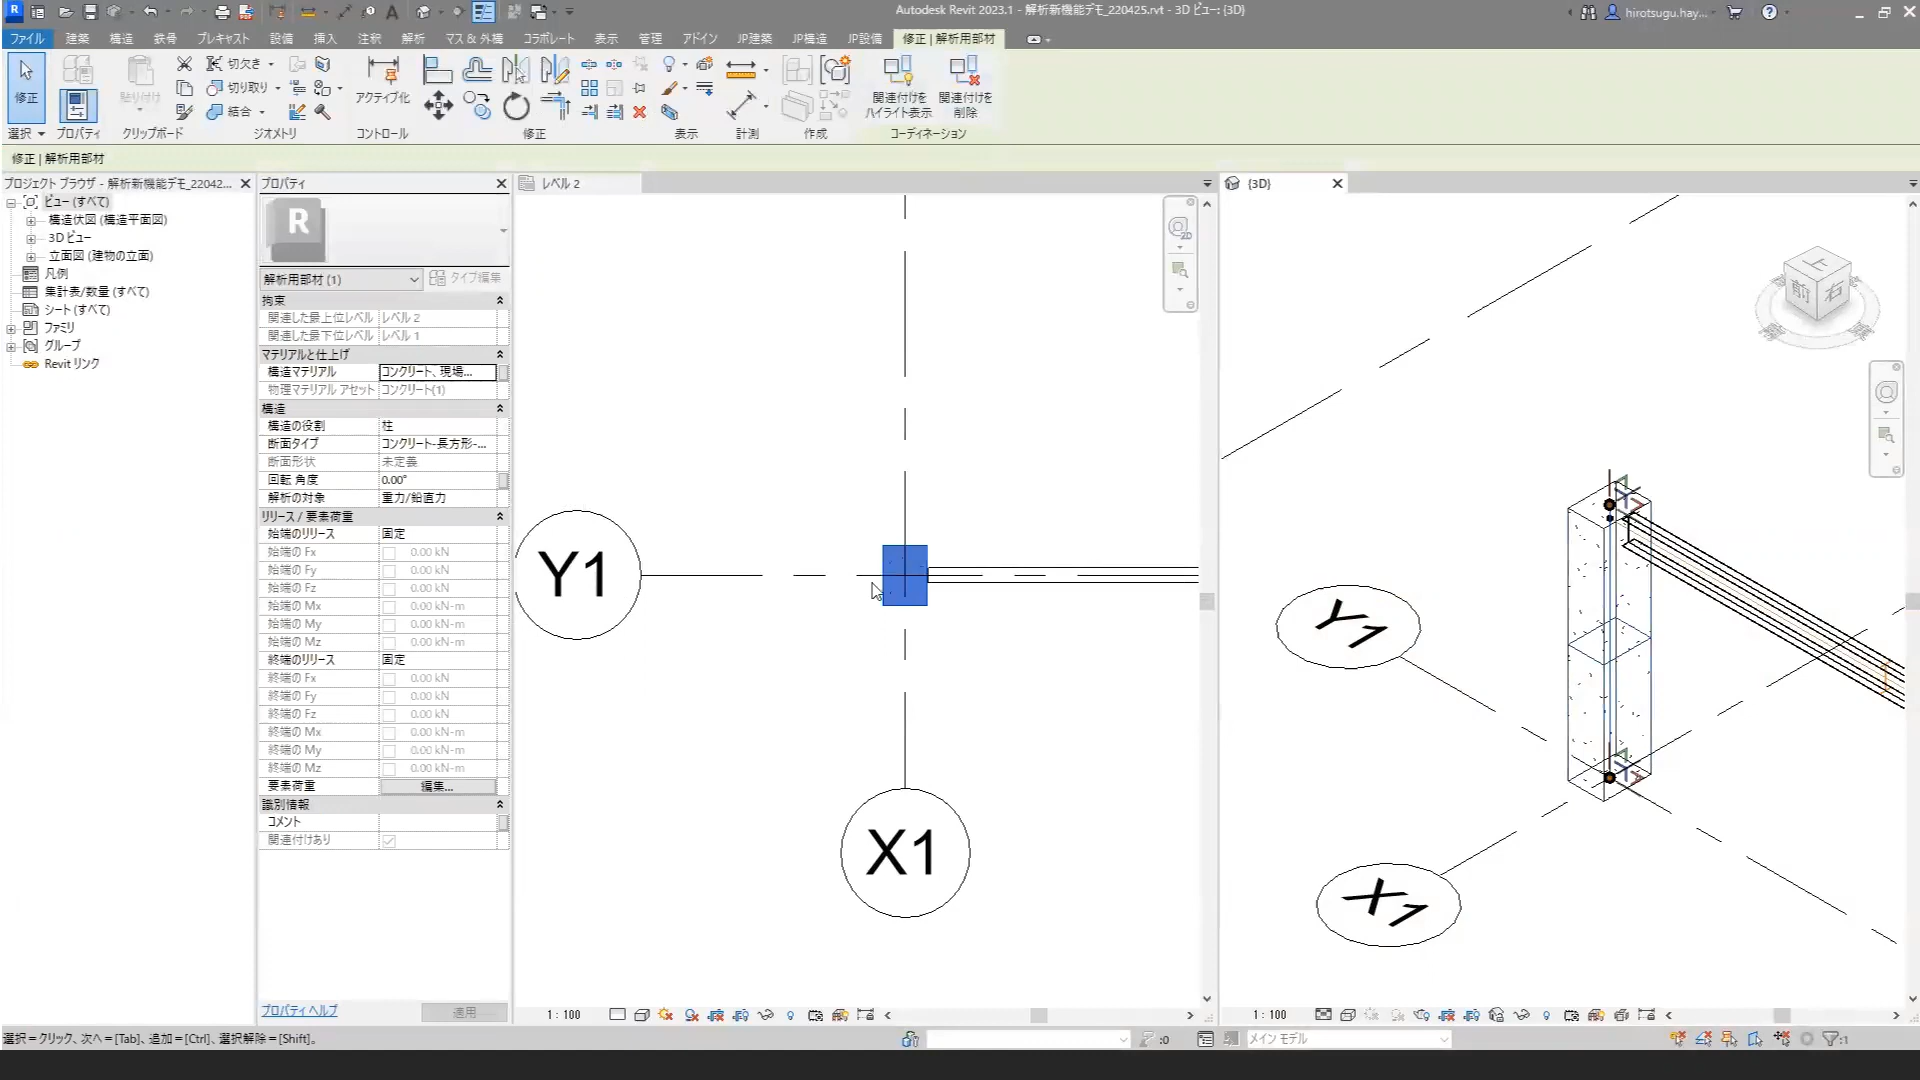 Autodesk Revit 2023.1 - 解析新機能デモ_220425.rvt - 3D ビュー: {3D}
hirotsugu.hay...
ファイル 建築 構造 鉄骨 プレキャスト 設備 挿入 注釈 解析 マス & 外構 コラボレート 表示 管理 アドイン JP建築 JP構造 JP設備 修正 | 解析用部材
修正 貼り付け 切欠き 切り取り 結合 アクティブ化 関連付けを ハイライト表示 関連付けを 削除
選択 プロパティ クリップボード ジオメトリ コントロール 修正 表示 計測 作成 コーディネーション
修正 | 解析用部材
プロジェクト ブラウザ - 解析新機能デモ_22042...
ビュー (すべて)
構造伏図 (構造平面図)
3D ビュー
立面図 (建物の立面)
凡例
集計表/数量 (すべて)
シート (すべて)
ファミリ
グループ
Revit リンク
プロパティ
R
解析用部材 (1) タイプ編集
拘束
関連した最上位レベル レベル 2
関連した最下位レベル レベル 1
マテリアルと仕上げ
構造マテリアル コンクリート、現場...
物理マテリアル アセット コンクリート(1)
構造
構造の役割 柱
断面タイプ コンクリート-長方形-...
断面形状 未定義
回転 角度 0.00°
解析の対象 重力/鉛直力
リリース / 要素荷重
始端のリリース 固定
始端の Fx 0.00 kN
始端の Fy 0.00 kN
始端の Fz 0.00 kN
始端の Mx 0.00 kN-m
始端の My 0.00 kN-m
始端の Mz 0.00 kN-m
終端のリリース 固定
終端の Fx 0.00 kN
終端の Fy 0.00 kN
終端の Fz 0.00 kN
終端の Mx 0.00 kN-m
終端の My 0.00 kN-m
終端の Mz 0.00 kN-m
要素荷重 編集...
識別情報
コメント
関連付けあり
プロパティ ヘルプ 適用
レベル 2
2D
Y1
X1
1 : 100
{3D}
上
前 右
Y1
X1
1 : 100
選択 = クリック、次へ = [Tab]、追加 = [Ctrl]、選択解除 = [Shift]。
:0
メイン モデル
:1